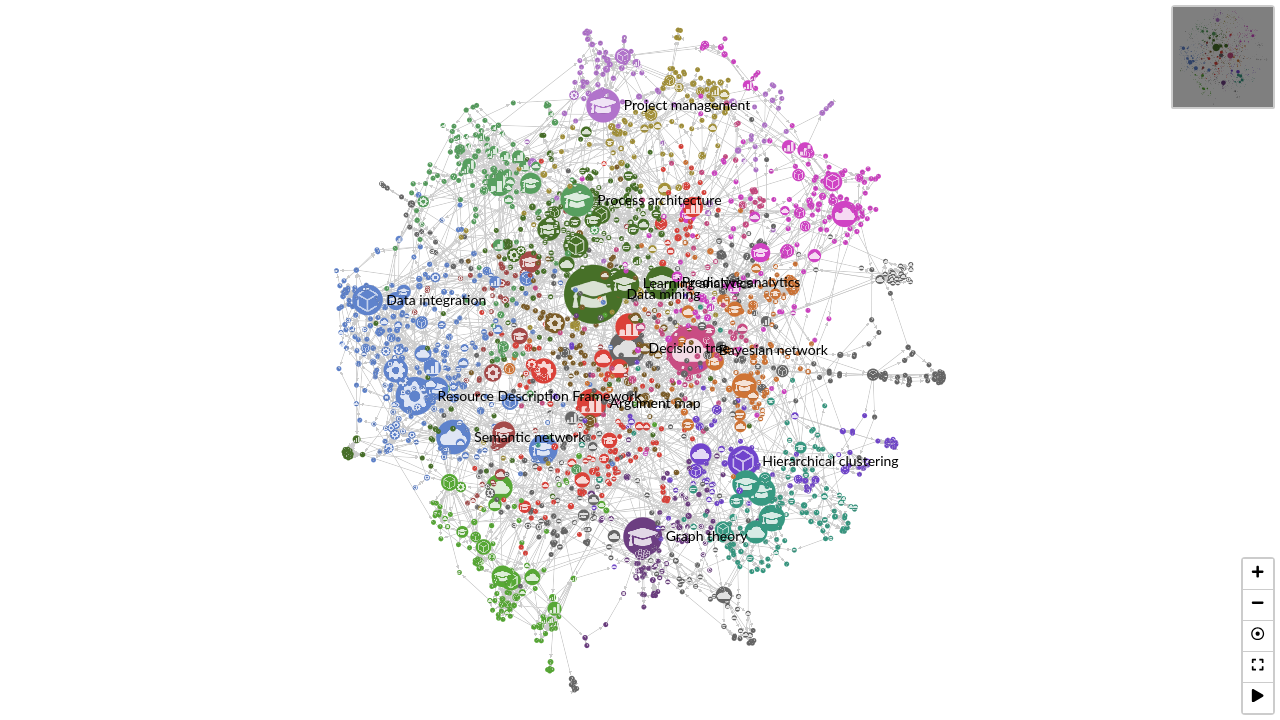 Project management
Process architecture
Learning analytics
Predictive analytics
Data mining
Data integration
Decision tree
Bayesian network
Resource Description Framework
Argument map
Semantic network
Hierarchical clustering
Graph theory